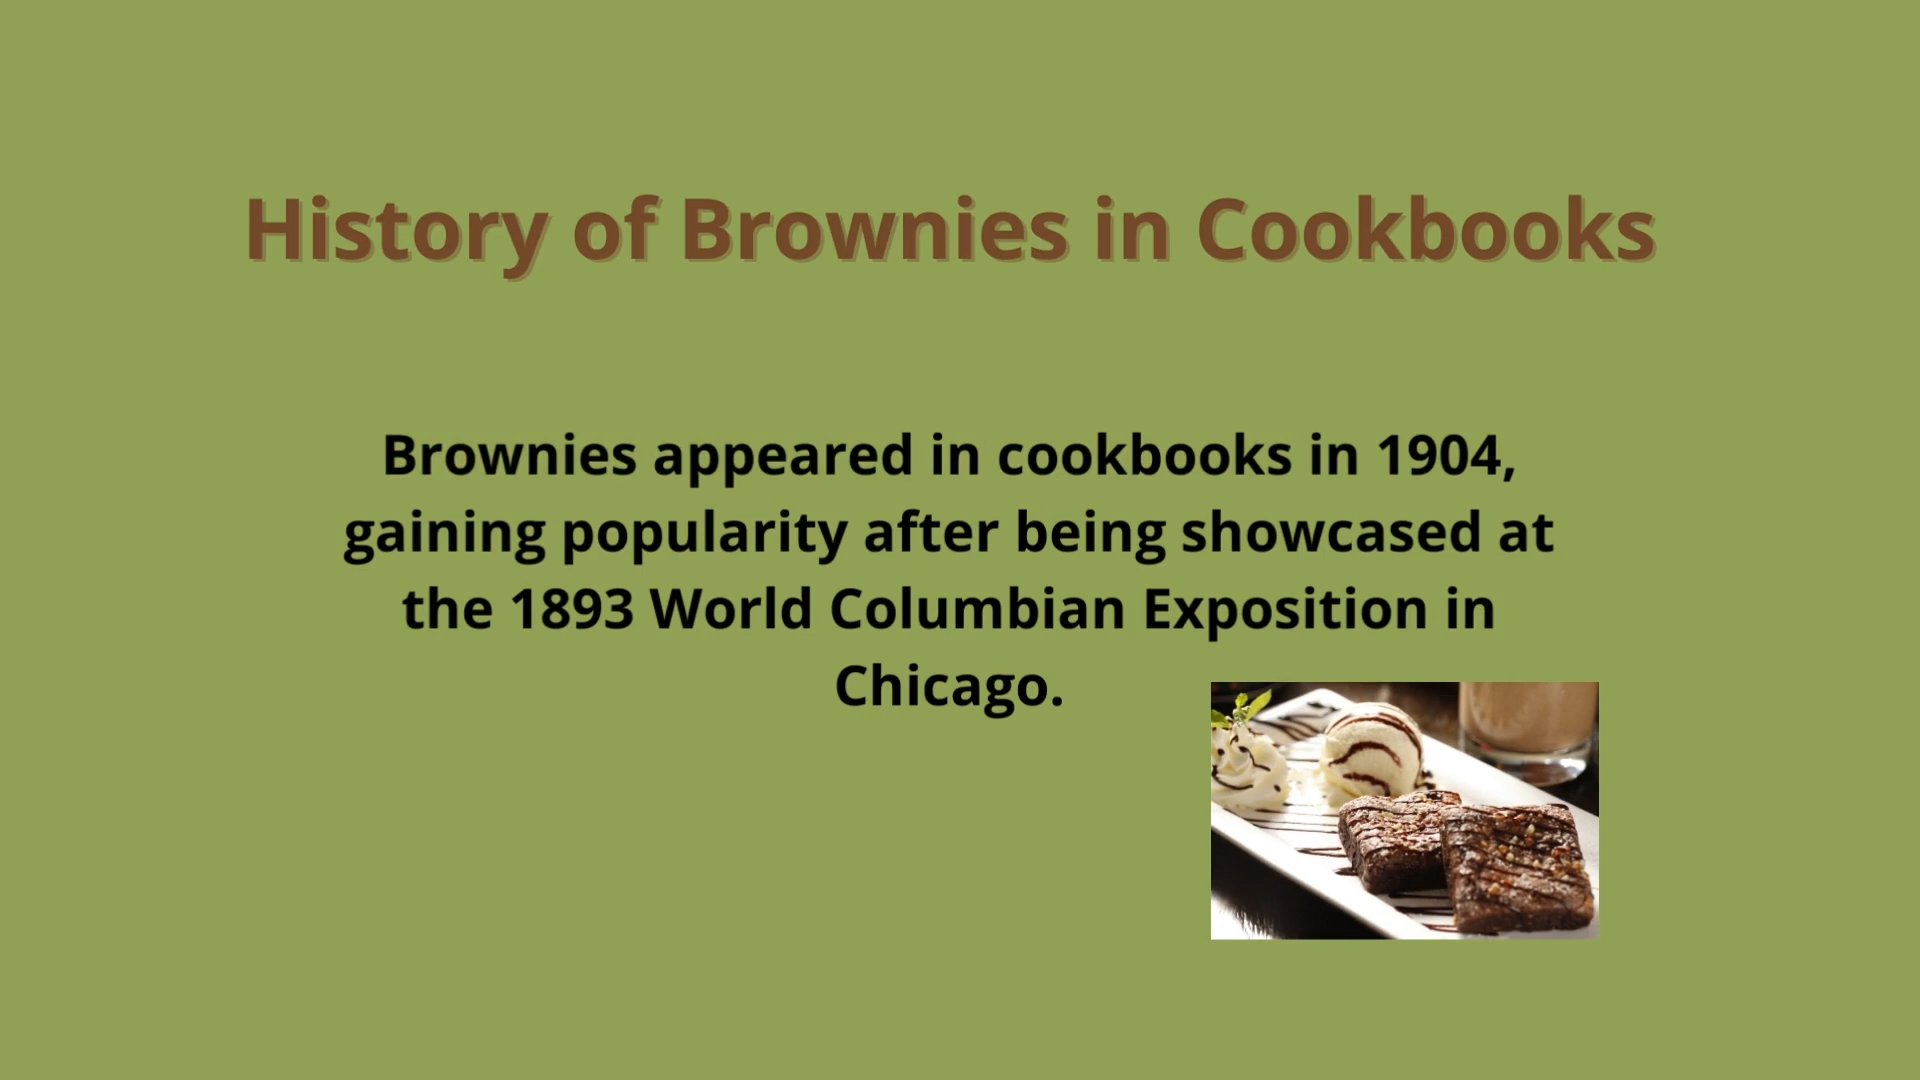 History of Brownies in Cookbooks
Brownies appeared in cookbooks in 1904,
gaining popularity after being showcased at
the 1893 World Columbian Exposition in
Chicago.